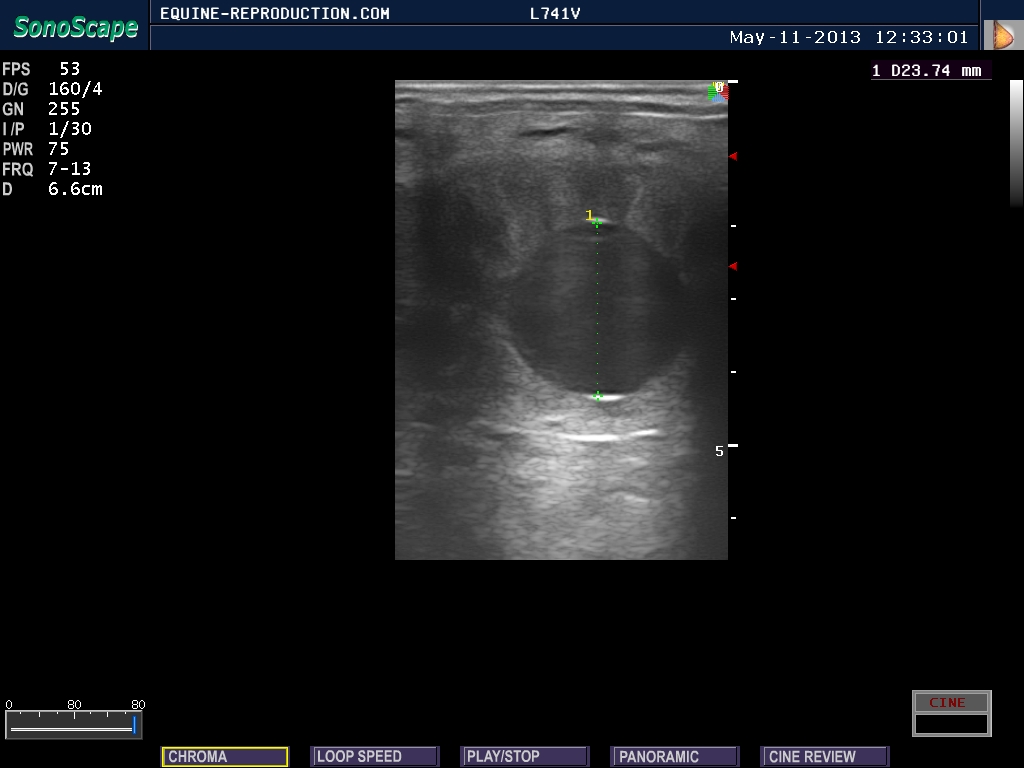 SonoScape
EQUINE-REPRODUCTION.COM L741V
May-11-2013 12:33:01
FPS 53
D/G 160/4
GN 255
I/P 1/30
PWR 75
FRQ 7-13
D 6.6cm
1 D23.74 mm
0
1
5
0 80 80
CINE
CHROMA LOOP SPEED PLAY/STOP PANORAMIC CINE REVIEW